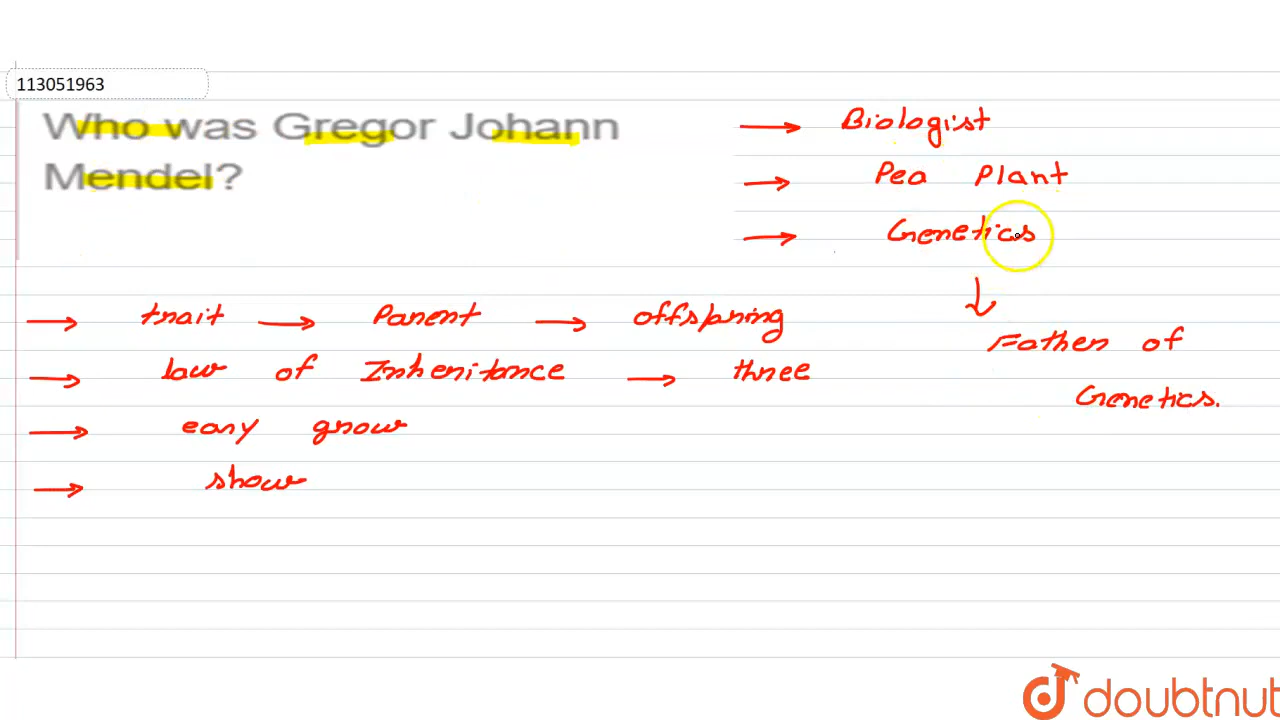 113051963
Who was Gregor Johann
Mendel?
→ Biologist
→ Pea Plant
→ Genetics
↓
Father of
Genetics.
→ trait → Parent → offspring
→ law of Inheritance → three
→ easy grow
→ show
doubtnut